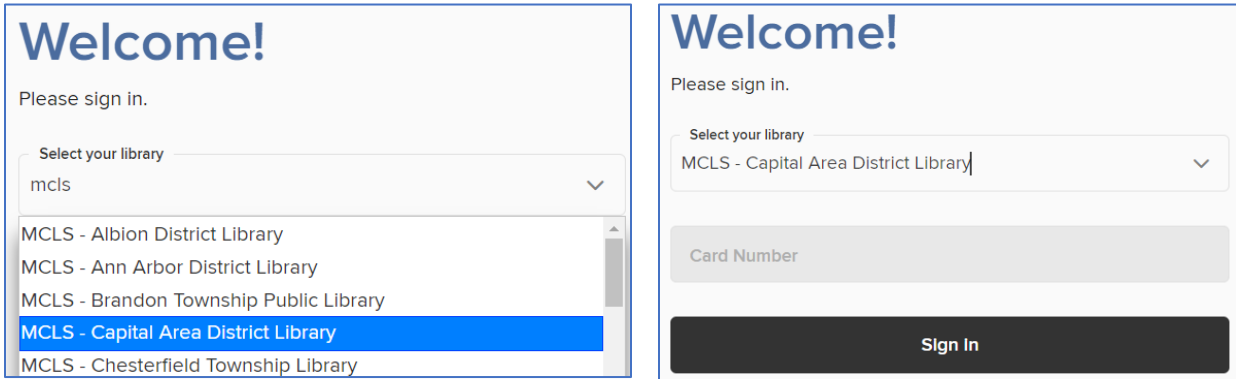 Welcome!
Please sign in.
Select your library
mcls
MCLS - Albion District Library
MCLS - Ann Arbor District Library
MCLS - Brandon Township Public Library
MCLS - Capital Area District Library
MCLS - Chesterfield Township Library
Welcome!
Please sign in.
Select your library
MCLS - Capital Area District Library
Card Number
Sign In